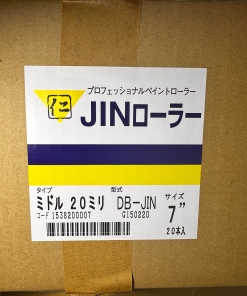 仁
プロフェッショナルペイントローラー
JINローラー
タイプ 型式 サイズ
ミドル 20ミリ DB-JIN 7”
コード 1538200007 G150220
20本入